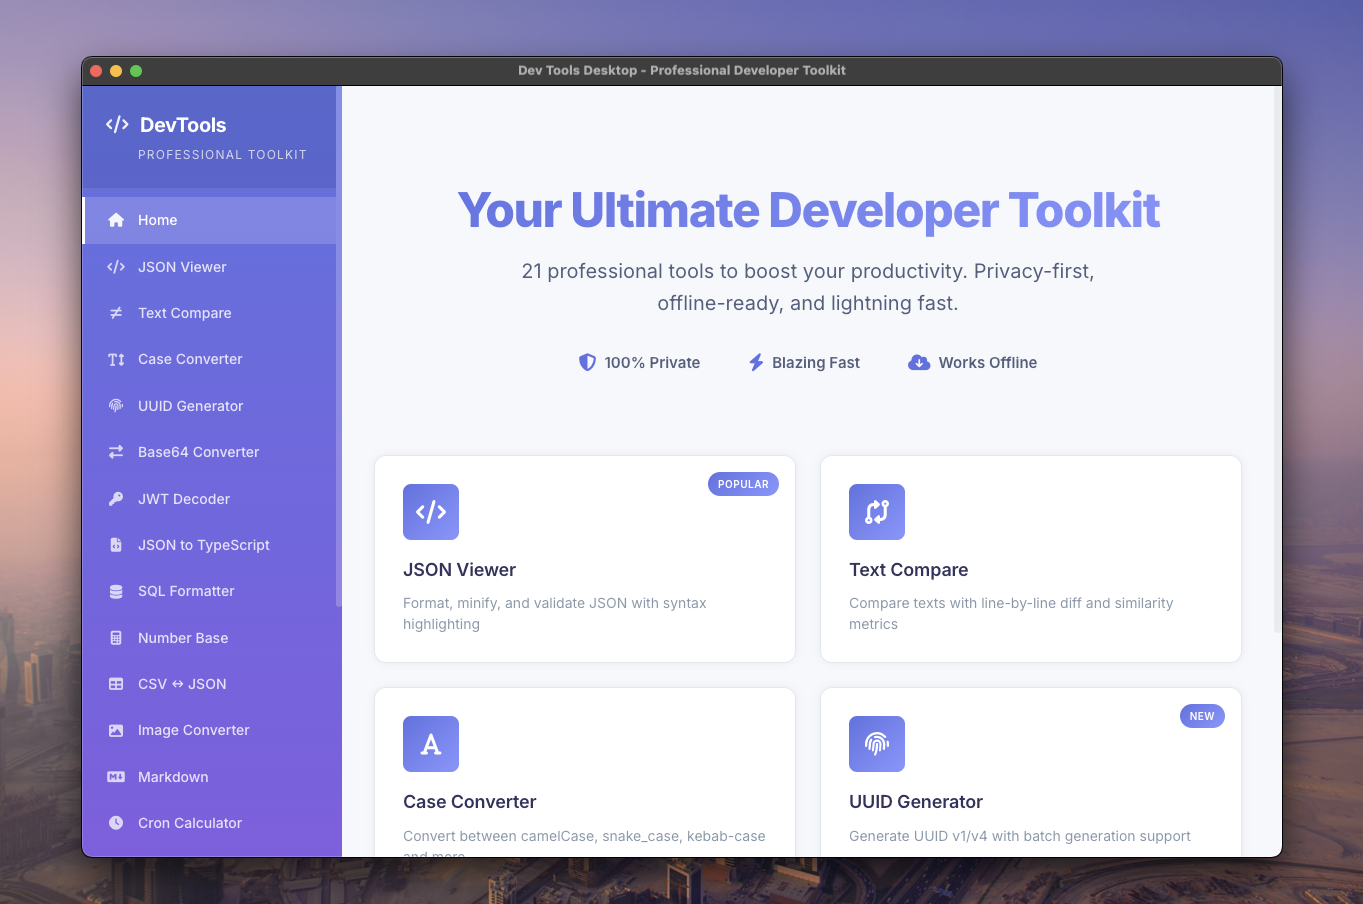 Dev Tools Desktop - Professional Developer Toolkit
DevTools
PROFESSIONAL TOOLKIT
Home
JSON Viewer
Text Compare
Case Converter
UUID Generator
Base64 Converter
JWT Decoder
JSON to TypeScript
SQL Formatter
Number Base
CSV ↔ JSON
Image Converter
Markdown
Cron Calculator
Your Ultimate Developer Toolkit
21 professional tools to boost your productivity. Privacy-first,
offline-ready, and lightning fast.
100% Private
Blazing Fast
Works Offline
POPULAR
JSON Viewer
Format, minify, and validate JSON with syntax
highlighting
Text Compare
Compare texts with line-by-line diff and similarity
metrics
Case Converter
Convert between camelCase, snake_case, kebab-case
and more
NEW
UUID Generator
Generate UUID v1/v4 with batch generation support